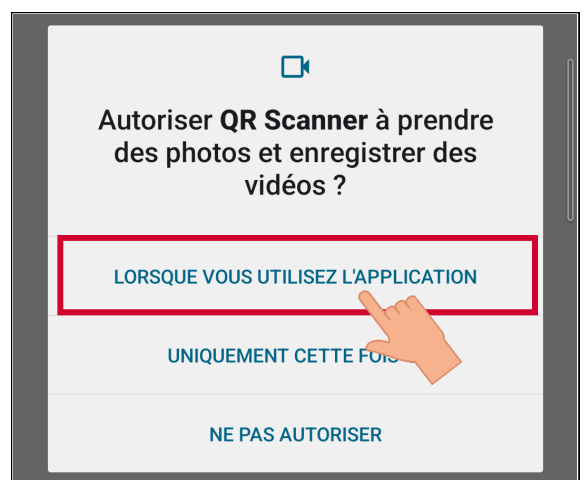 Autoriser QR Scanner à prendre
des photos et enregistrer des
vidéos ?
LORSQUE VOUS UTILISEZ L'APPLICATION
UNIQUEMENT CETTE FOIS
NE PAS AUTORISER